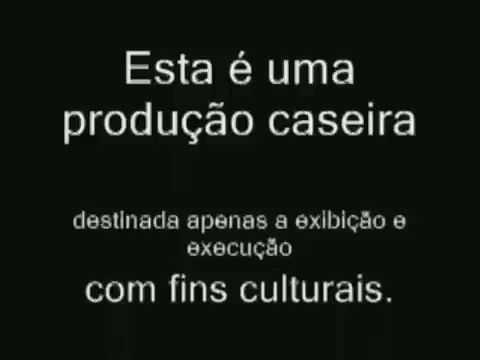 Esta é uma
produção caseira
destinada apenas a exibição e
execução
com fins culturais.